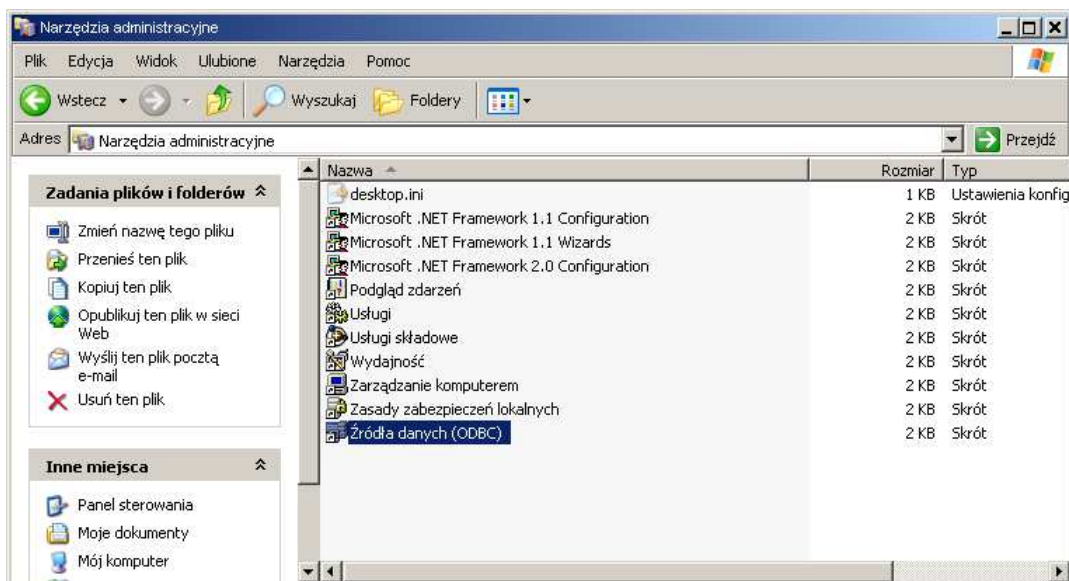 Narzędzia administracyjne
Plik Edycja Widok Ulubione Narzędzia Pomoc
Wstecz Wyszukaj Foldery
Adres Narzędzia administracyjne Przejdź
Zadania plików i folderów
Zmień nazwę tego pliku
Przenieś ten plik
Kopiuj ten plik
Opublikuj ten plik w sieci
Web
Wyślij ten plik pocztą
e-mail
Usuń ten plik
Inne miejsca
Panel sterowania
Moje dokumenty
Mój komputer
Nazwa Rozmiar Typ
desktop.ini 1 KB Ustawienia konfig
Microsoft .NET Framework 1.1 Configuration 2 KB Skrót
Microsoft .NET Framework 1.1 Wizards 2 KB Skrót
Microsoft .NET Framework 2.0 Configuration 2 KB Skrót
Podgląd zdarzeń 2 KB Skrót
Usługi 2 KB Skrót
Usługi składowe 2 KB Skrót
Wydajność 2 KB Skrót
Zarządzanie komputerem 2 KB Skrót
Zasady zabezpieczeń lokalnych 2 KB Skrót
Źródła danych (ODBC) 2 KB Skrót